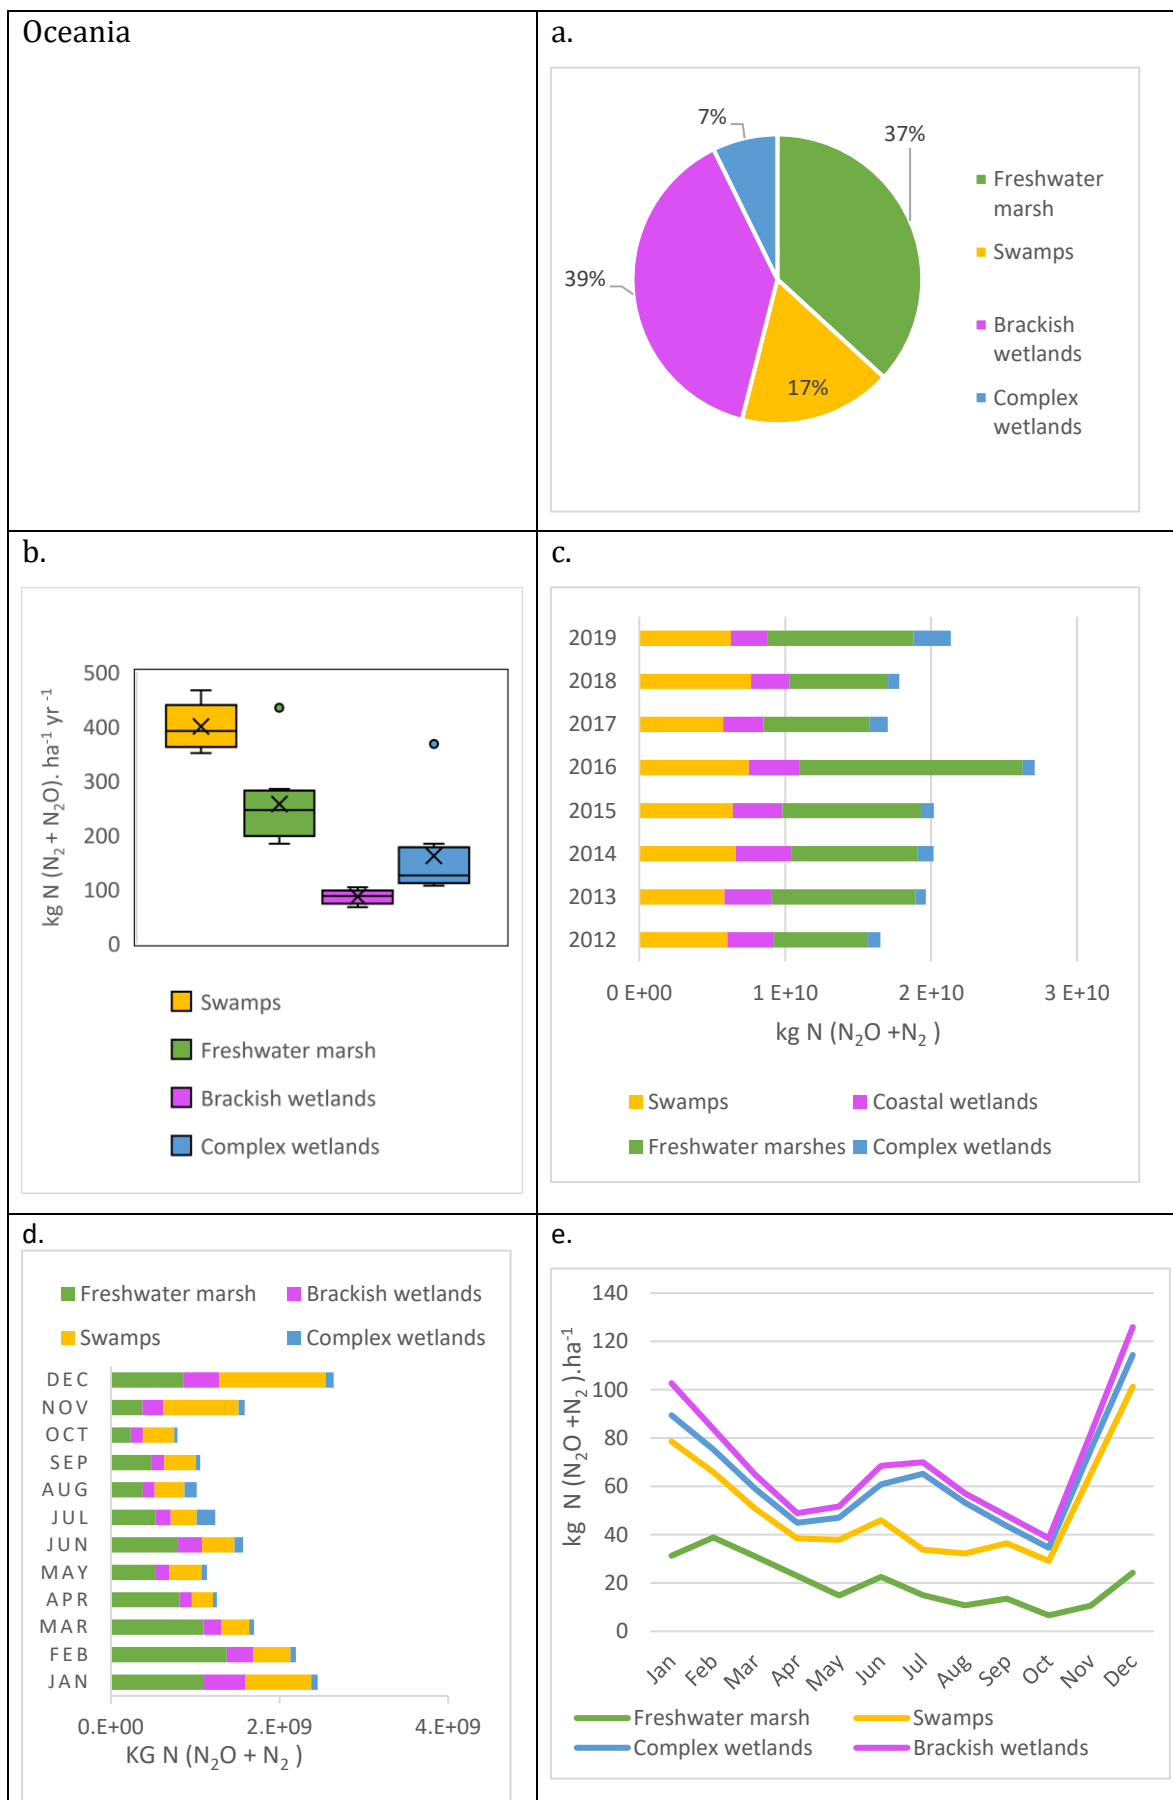 Oceania
a.
7%
37%
39%
17%
Freshwater
marsh
Swamps
Brackish
wetlands
Complex
wetlands
b.
kg N (N₂ + N₂O). ha⁻¹ yr ⁻¹
500
400
300
200
100
0
Swamps
Freshwater marsh
Brackish wetlands
Complex wetlands
c.
2019
2018
2017
2016
2015
2014
2013
2012
0 E+00 1 E+10 2 E+10 3 E+10
kg N (N₂O +N₂ )
Swamps Coastal wetlands
Freshwater marshes Complex wetlands
d.
Freshwater marsh Brackish wetlands
Swamps Complex wetlands
DEC
NOV
OCT
SEP
AUG
JUL
JUN
MAY
APR
MAR
FEB
JAN
0.E+00 2.E+09 4.E+09
KG N (N₂O + N₂ )
e.
kg N (N₂O +N₂ ).ha⁻¹
140
120
100
80
60
40
20
0
Jan Feb Mar Apr May Jun Jul Aug Sep Oct Nov Dec
Freshwater marsh Swamps
Complex wetlands Brackish wetlands